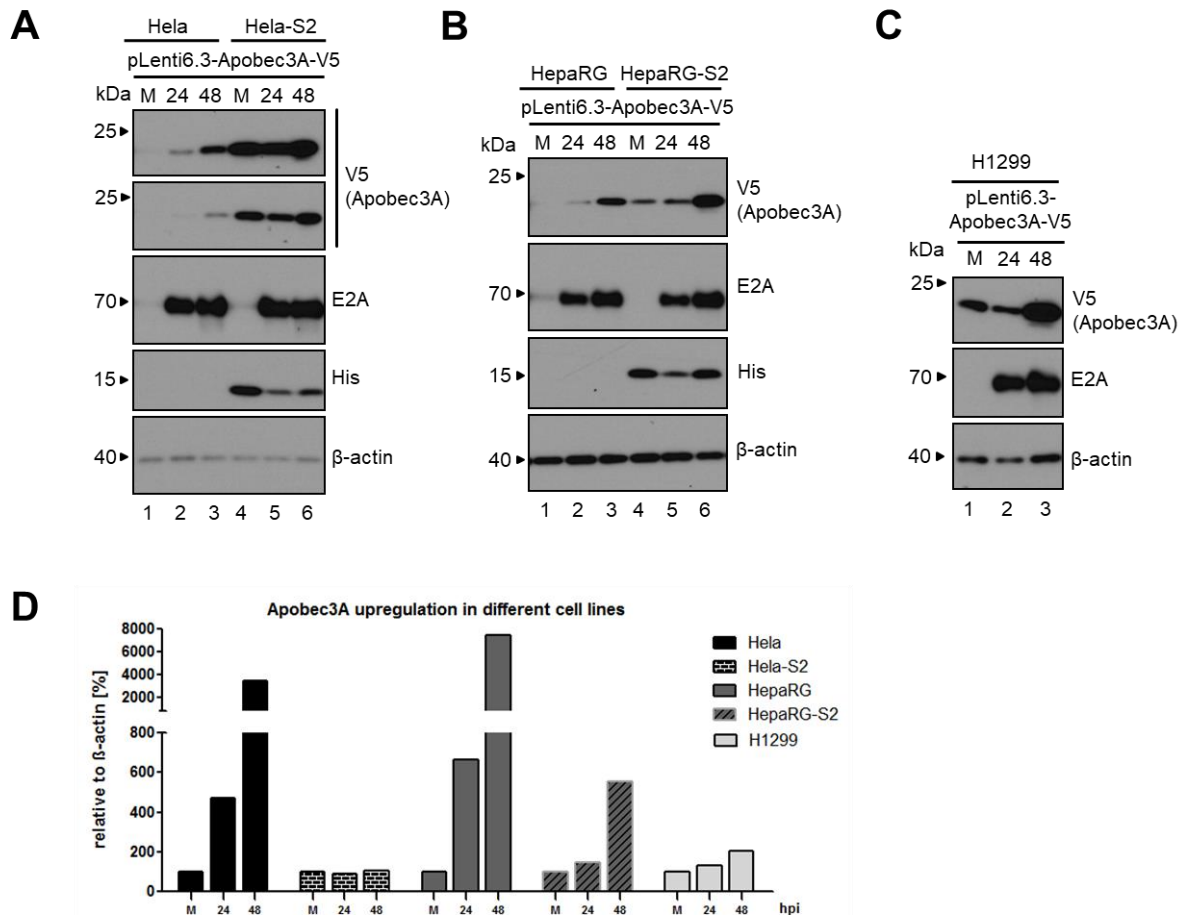 A
Hela Hela-S2
pLenti6.3-Apobec3A-V5
kDa M 24 48 M 24 48
25
V5
(Apobec3A)
25
70 E2A
15 His
40 β-actin
1 2 3 4 5 6
B
HepaRG HepaRG-S2
pLenti6.3-Apobec3A-V5
kDa M 24 48 M 24 48
25
V5
(Apobec3A)
70 E2A
15 His
40 β-actin
1 2 3 4 5 6
C
H1299
pLenti6.3-
Apobec3A-V5
kDa M 24 48
25
V5
(Apobec3A)
70 E2A
40 β-actin
1 2 3
D
Apobec3A upregulation in different cell lines
relative to ß-actin [%]
8000
6000
4000
2000
800
600
400
200
0
M 24 48 M 24 48 M 24 48 M 24 48 M 24 48 hpi
Hela
Hela-S2
HepaRG
HepaRG-S2
H1299